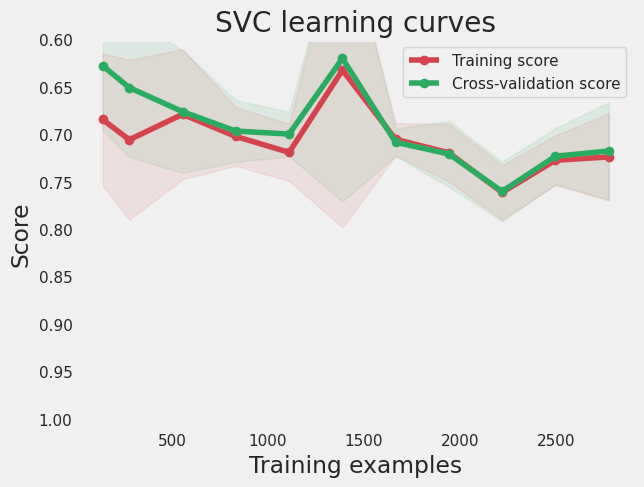 SVC learning curves
Training score
Cross-validation score
0.60
0.65
0.70
0.75
0.80
0.85
0.90
0.95
1.00
Score
500
1000
1500
2000
2500
Training examples